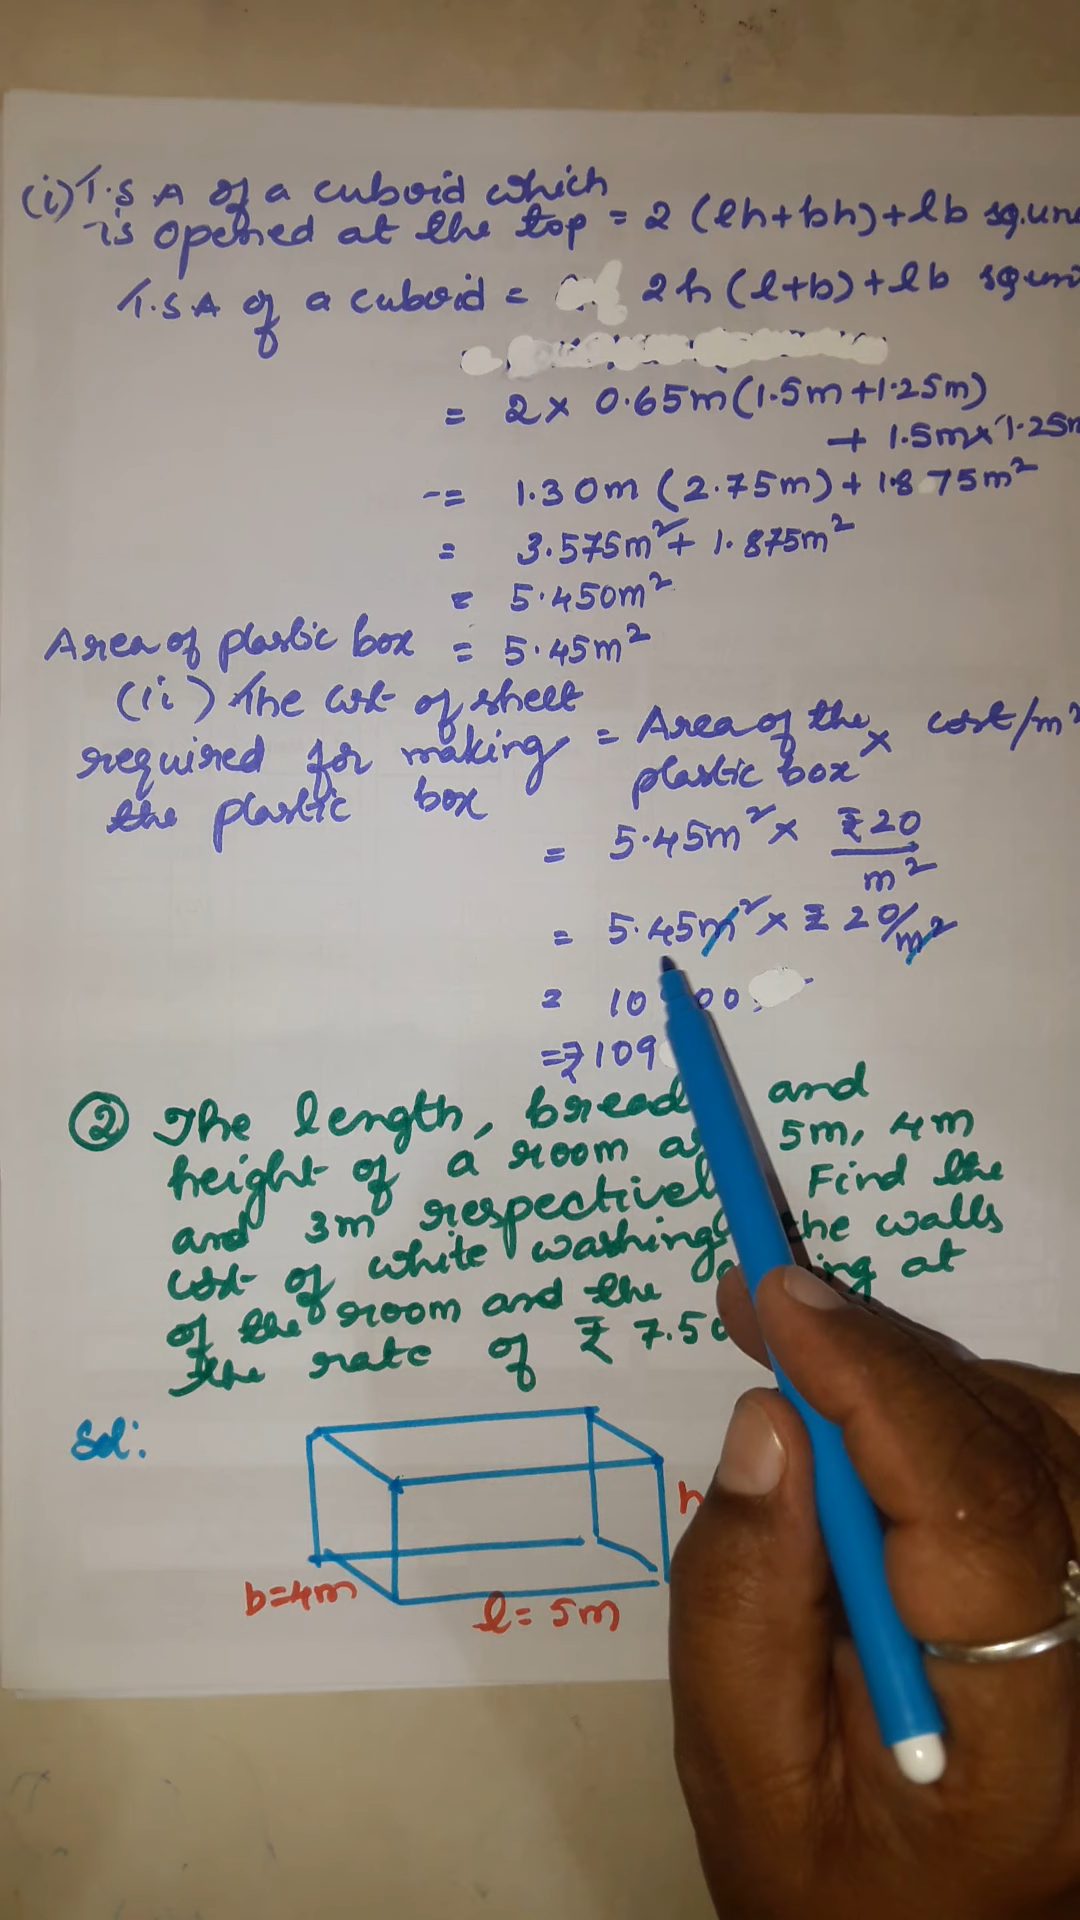 (i) T.S A of a cuboid which
is opened at the top = 2 (lh+bh)+lb sq.un
T.S.A of a cuboid = 2h (l+b)+lb squni
= 2 x 0.65m(1.5m+1.25m)
+ 1.5m x 1.25m
= 1.30m (2.75m)+ 1.875m²
= 3.575m²+ 1.875m²
= 5.450m²
Area of plastic box = 5.45m²
(ii) The cost of sheet
required for making
the plastic box
= Area of the plastic box x cost/m²
= 5.45m² x ₹20/m²
= 5.45m² x ₹ 20/m²
= 10 00
=₹109
② The length, bread and
height of a room a 5m, 4m
and 3m respectivel Find the
cost of white washing the walls
of the room and the ing at
the rate of ₹ 7.50
Sol:
h
b=4m
l= 5m